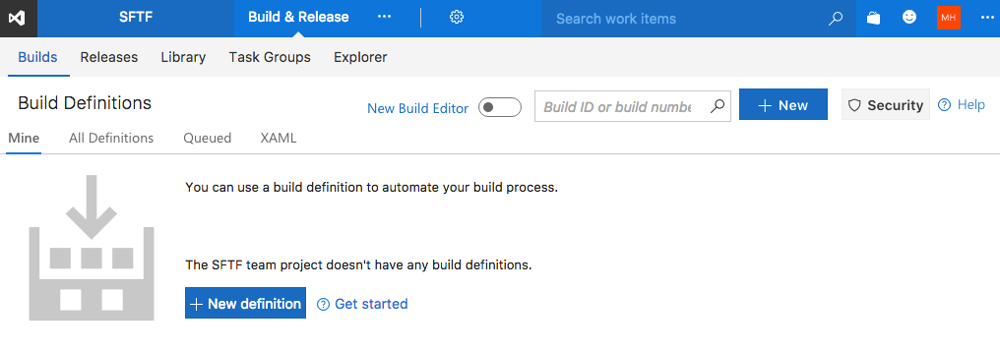 SFTF Build & Release ··· Search work items MH ···
Builds Releases Library Task Groups Explorer
Build Definitions New Build Editor Build ID or build numbe + New Security ? Help
Mine All Definitions Queued XAML
You can use a build definition to automate your build process.
The SFTF team project doesn't have any build definitions.
+ New definition ? Get started